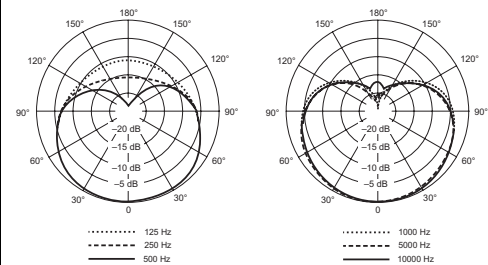 180°
150° 150°
120° 120°
90° 90°
60° 60°
30° 30°
0
–20 dB
–15 dB
–10 dB
–5 dB
125 Hz
250 Hz
500 Hz
180°
150° 150°
120° 120°
90° 90°
60° 60°
30° 30°
0
–20 dB
–15 dB
–10 dB
–5 dB
1000 Hz
5000 Hz
10000 Hz